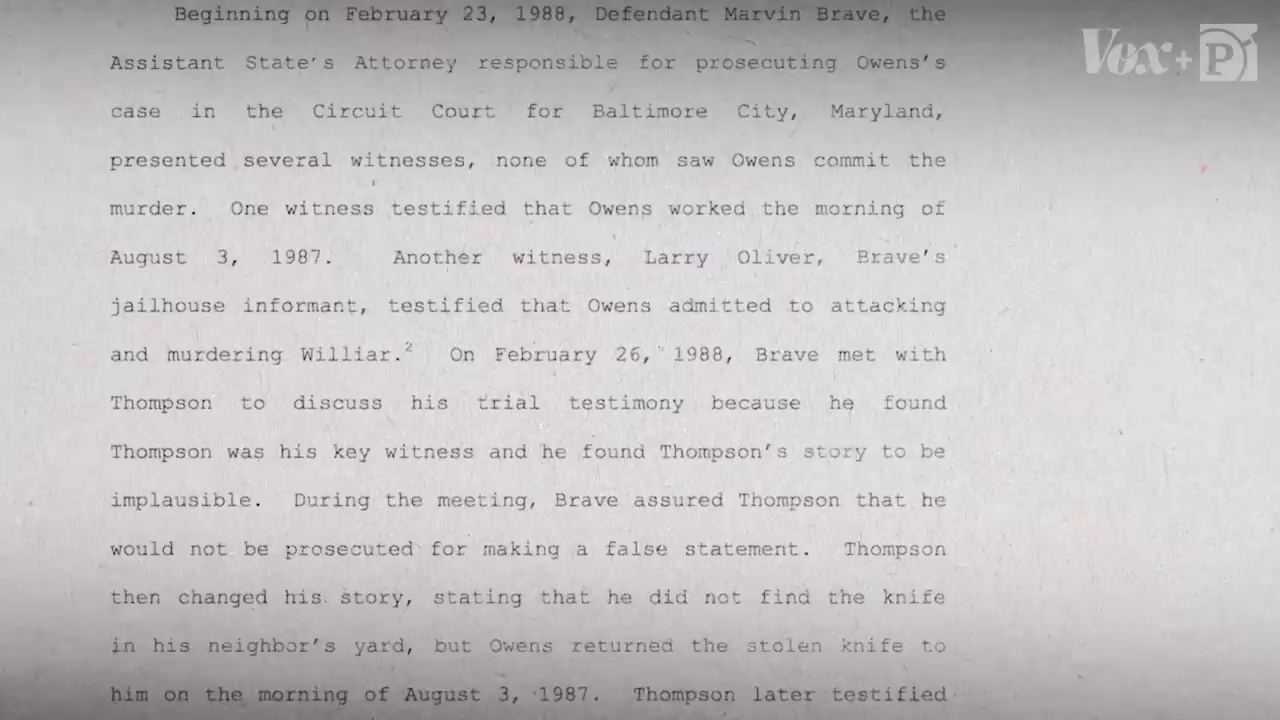 Beginning on February 23, 1988, Defendant Marvin Brave, the
Vox + P
Assistant State's Attorney responsible for prosecuting Owens's
case in the Circuit Court for Baltimore City, Maryland,
presented several witnesses, none of whom saw Owens commit the
murder. One witness testified that Owens worked the morning of
August 3, 1987. Another witness, Larry Oliver, Brave's
jailhouse informant, testified that Owens admitted to attacking
and murdering Williar.2 On February 26, 1988, Brave met with
Thompson to discuss his trial testimony because he found
Thompson was his key witness and he found Thompson's story to be
implausible. During the meeting, Brave assured Thompson that he
would not be prosecuted for making a false statement. Thompson
then changed his story, stating that he did not find the knife
in his neighbor's yard, but Owens returned the stolen knife to
him on the morning of August 3, 1987. Thompson later testified